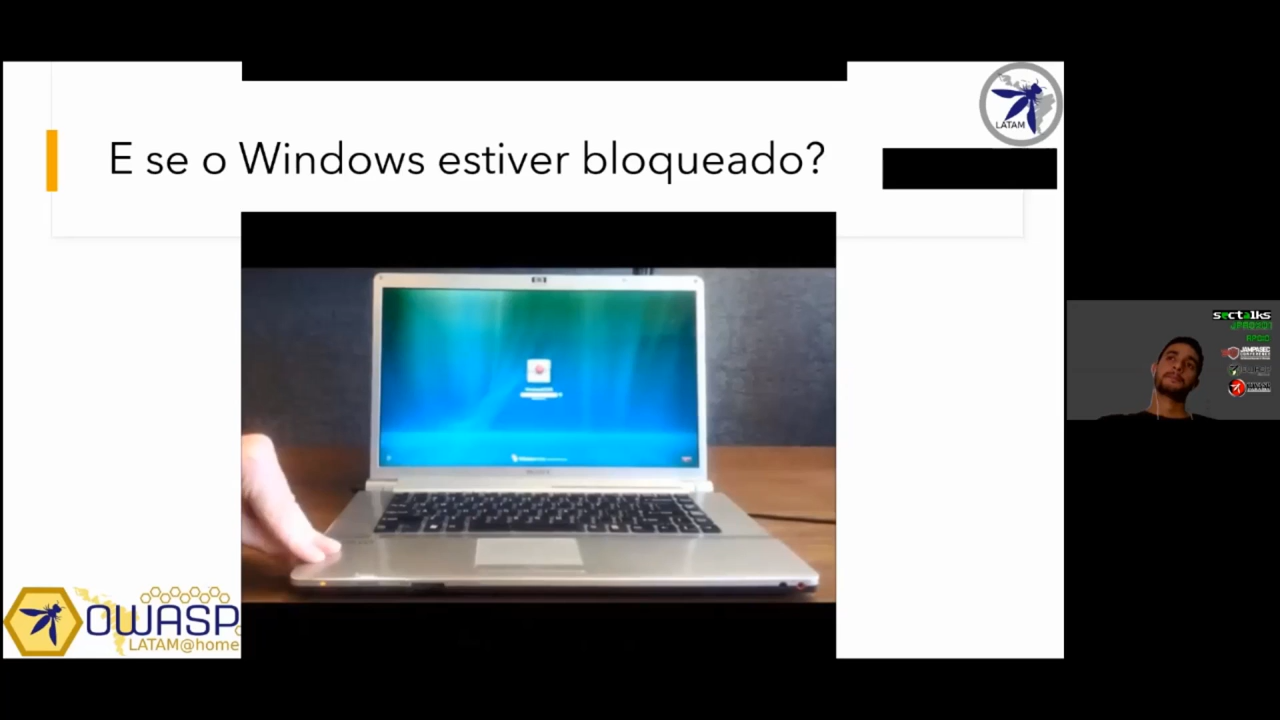 E se o Windows estiver bloqueado?
LATAM
sectalks
OWASP
LATAM@home